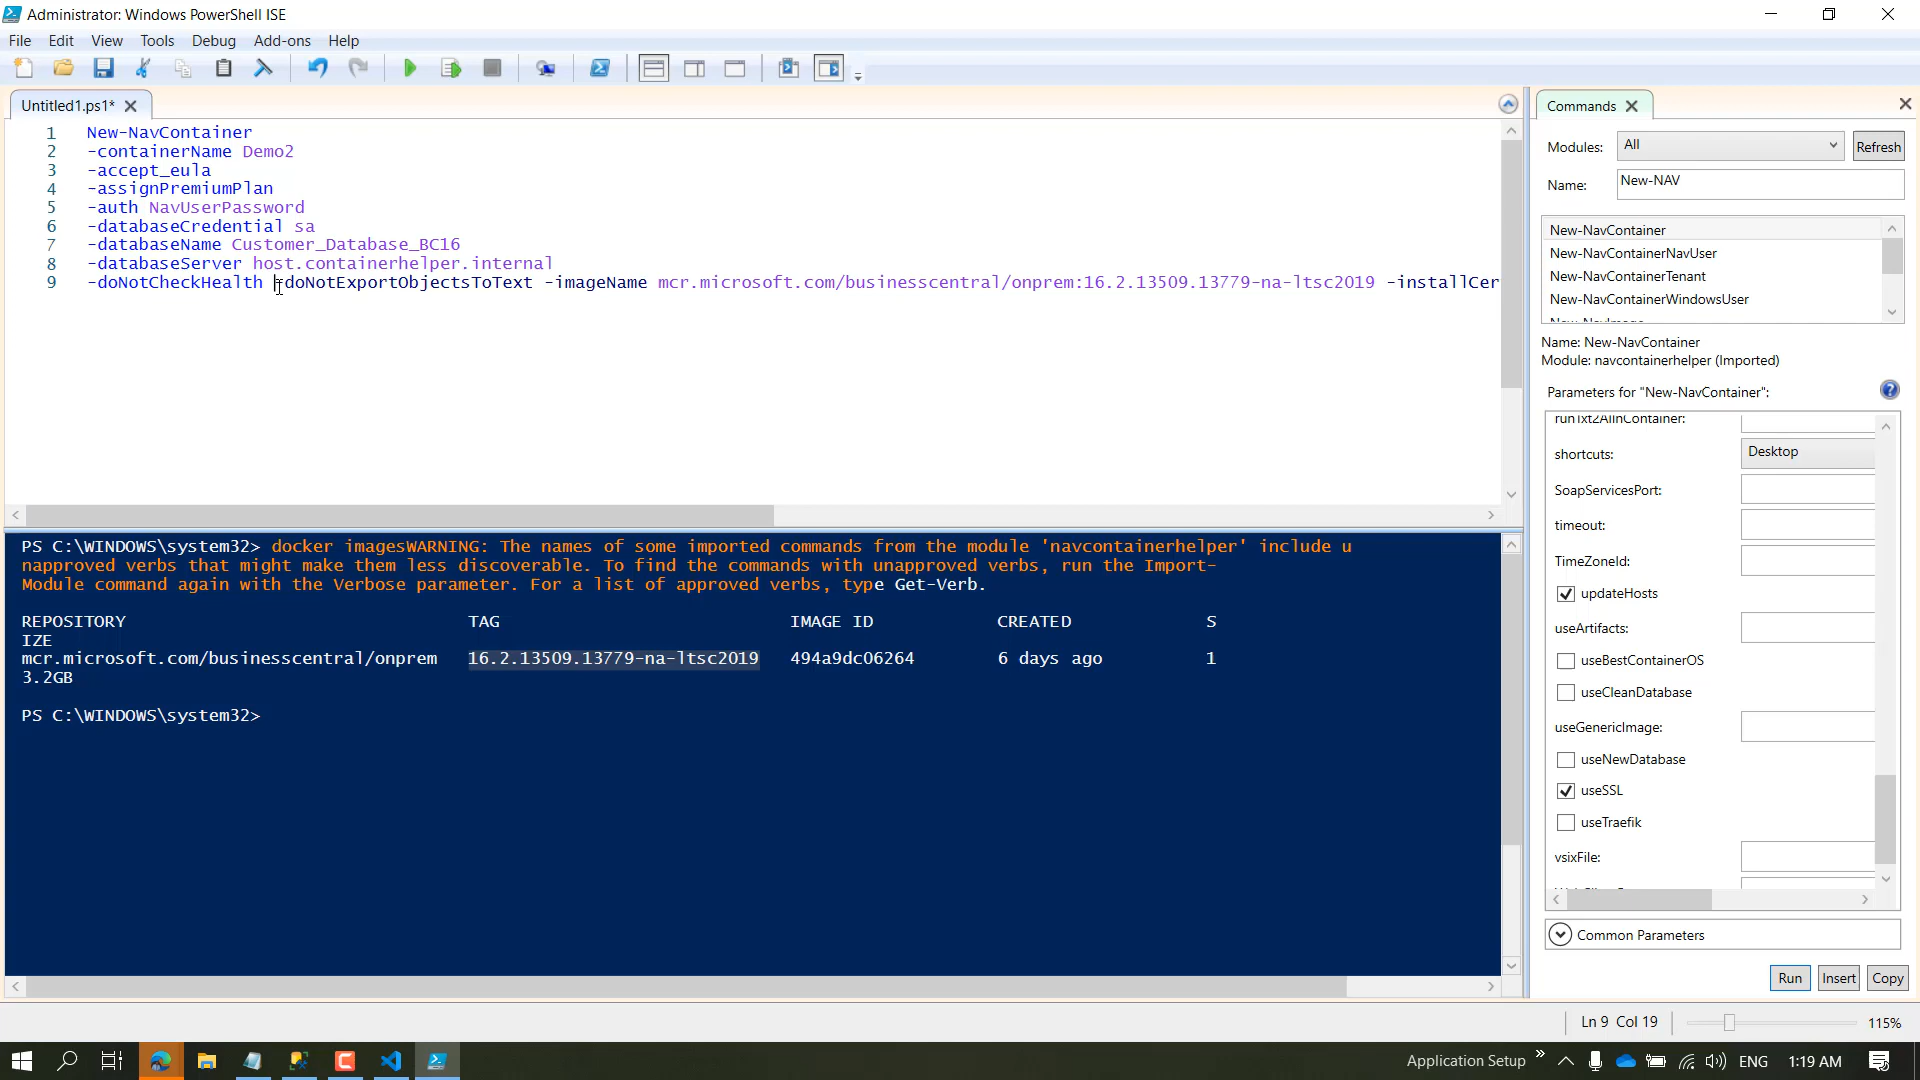 Administrator: Windows PowerShell ISE
File Edit View Tools Debug Add-ons Help
Untitled1.ps1*
1 New-NavContainer
2 -containerName Demo2
3 -accept_eula
4 -assignPremiumPlan
5 -auth NavUserPassword
6 -databaseCredential sa
7 -databaseName Customer_Database_BC16
8 -databaseServer host.containerhelper.internal
9 -doNotCheckHealth -doNotExportObjectsToText -imageName mcr.microsoft.com/businesscentral/onprem:16.2.13509.13779-na-ltsc2019 -installCer
PS C:\WINDOWS\system32> docker imagesWARNING: The names of some imported commands from the module 'navcontainerhelper' include u
napproved verbs that might make them less discoverable. To find the commands with unapproved verbs, run the Import-
Module command again with the Verbose parameter. For a list of approved verbs, type Get-Verb.
REPOSITORY TAG IMAGE ID CREATED S
IZE
mcr.microsoft.com/businesscentral/onprem 16.2.13509.13779-na-ltsc2019 494a9dc06264 6 days ago 1
3.2GB
PS C:\WINDOWS\system32>
Commands
Modules: All Refresh
Name: New-NAV
New-NavContainer
New-NavContainerNavUser
New-NavContainerTenant
New-NavContainerWindowsUser
Name: New-NavContainer
Module: navcontainerhelper (Imported)
Parameters for "New-NavContainer":
runTxt2AlInContainer:
shortcuts: Desktop
SoapServicesPort:
timeout:
TimeZoneId:
updateHosts
useArtifacts:
useBestContainerOS
useCleanDatabase
useGenericImage:
useNewDatabase
useSSL
useTraefik
vsixFile:
Common Parameters
Run Insert Copy
Ln 9 Col 19 115%
Application Setup ENG 1:19 AM